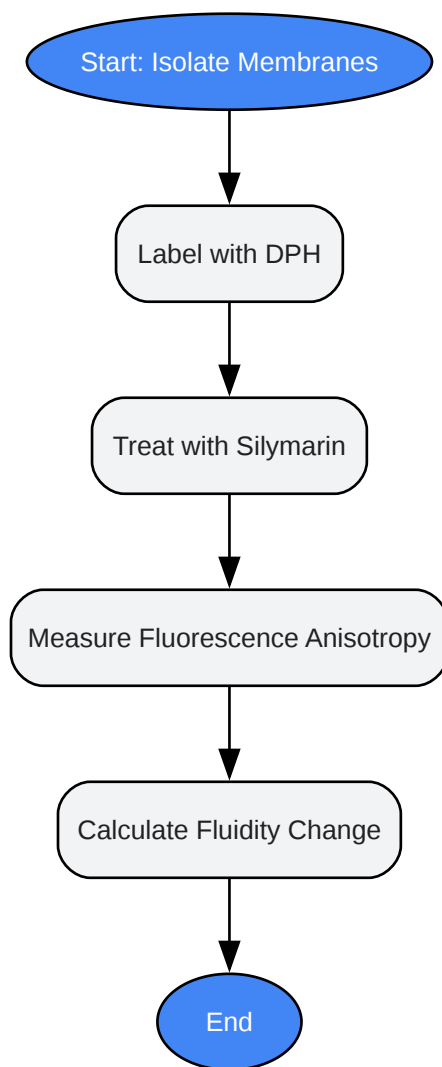 Start: Isolate Membranes
Label with DPH
Treat with Silymarin
Measure Fluorescence Anisotropy
Calculate Fluidity Change
End